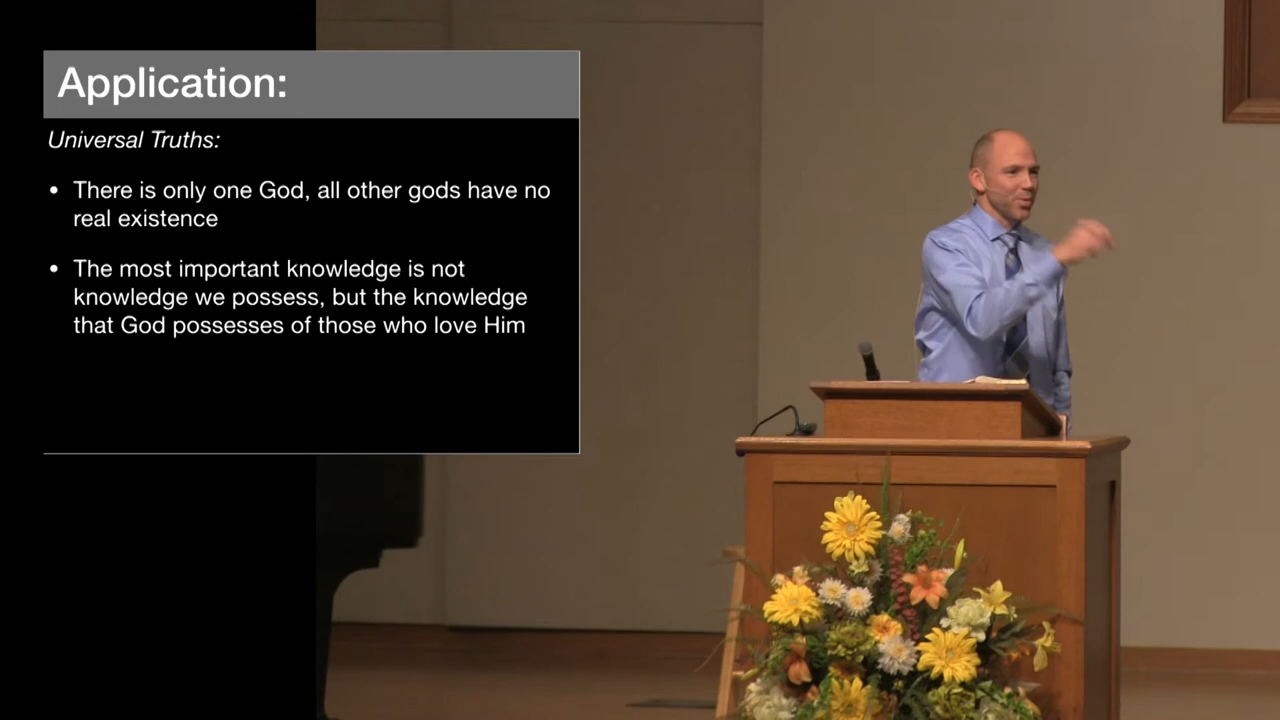 Application:
Universal Truths:
• There is only one God, all other gods have no
real existence
• The most important knowledge is not
knowledge we possess, but the knowledge
that God possesses of those who love Him